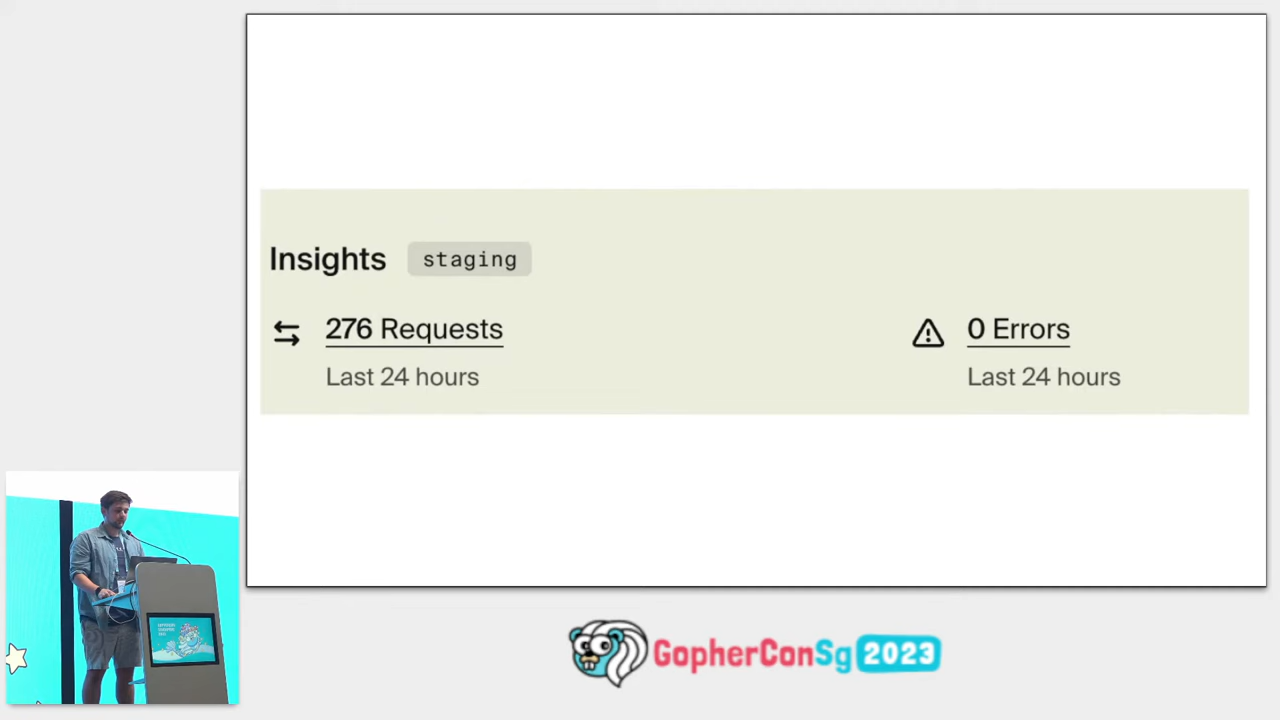 Insights staging
276 Requests
Last 24 hours
0 Errors
Last 24 hours
GopherConSg 2023